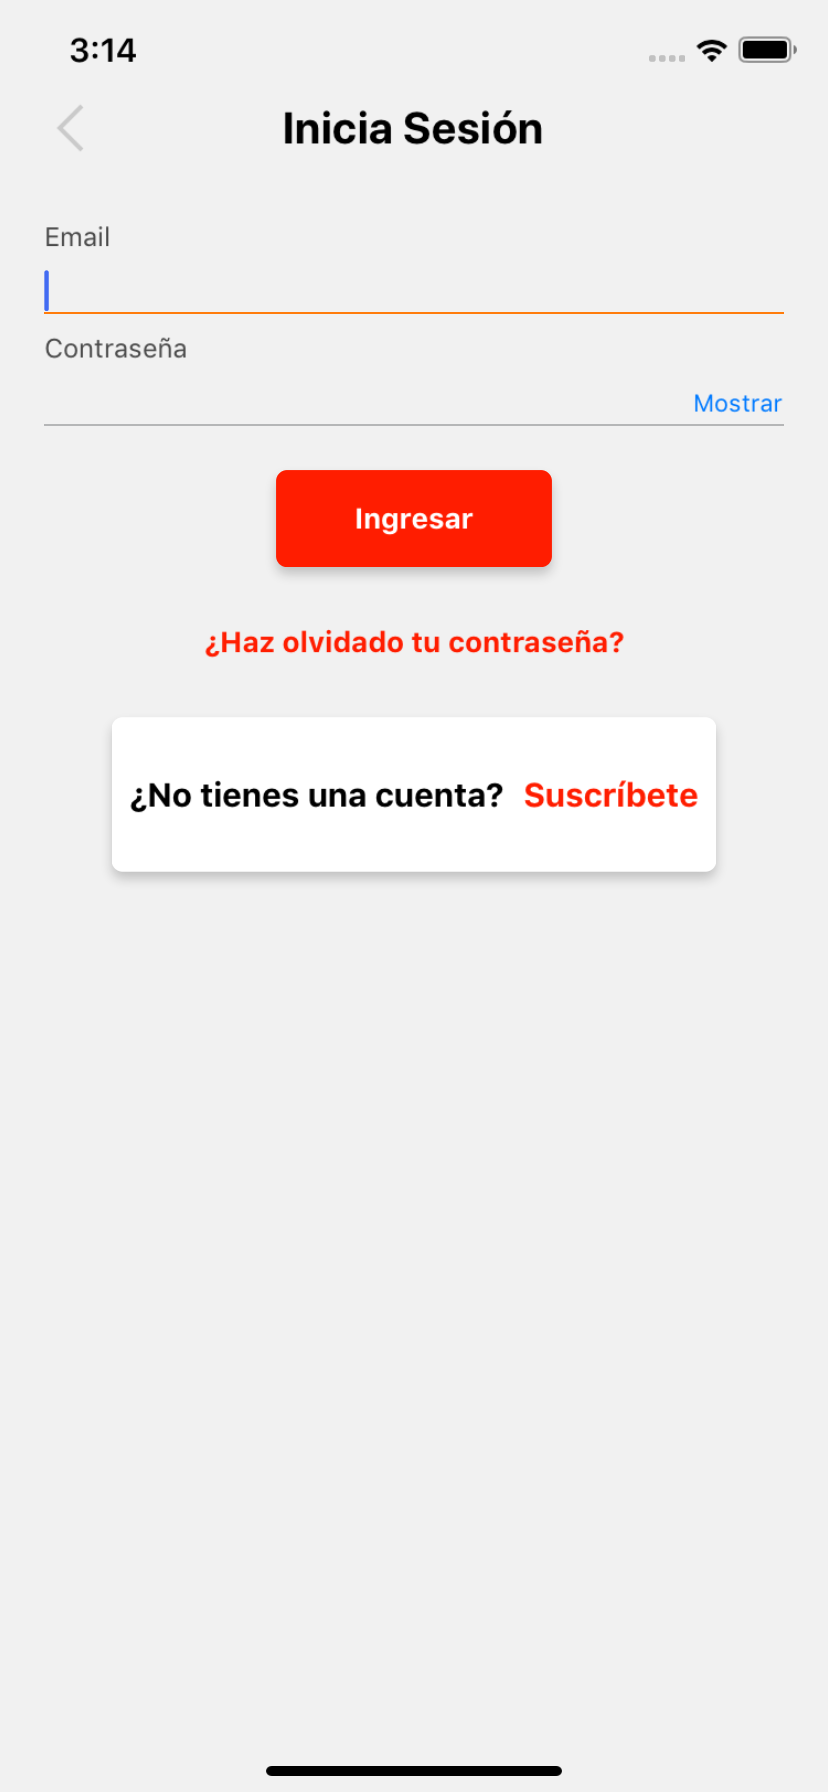 3:14
Inicia Sesión
Email
Contraseña
Mostrar
Ingresar
¿Haz olvidado tu contraseña?
¿No tienes una cuenta? Suscríbete